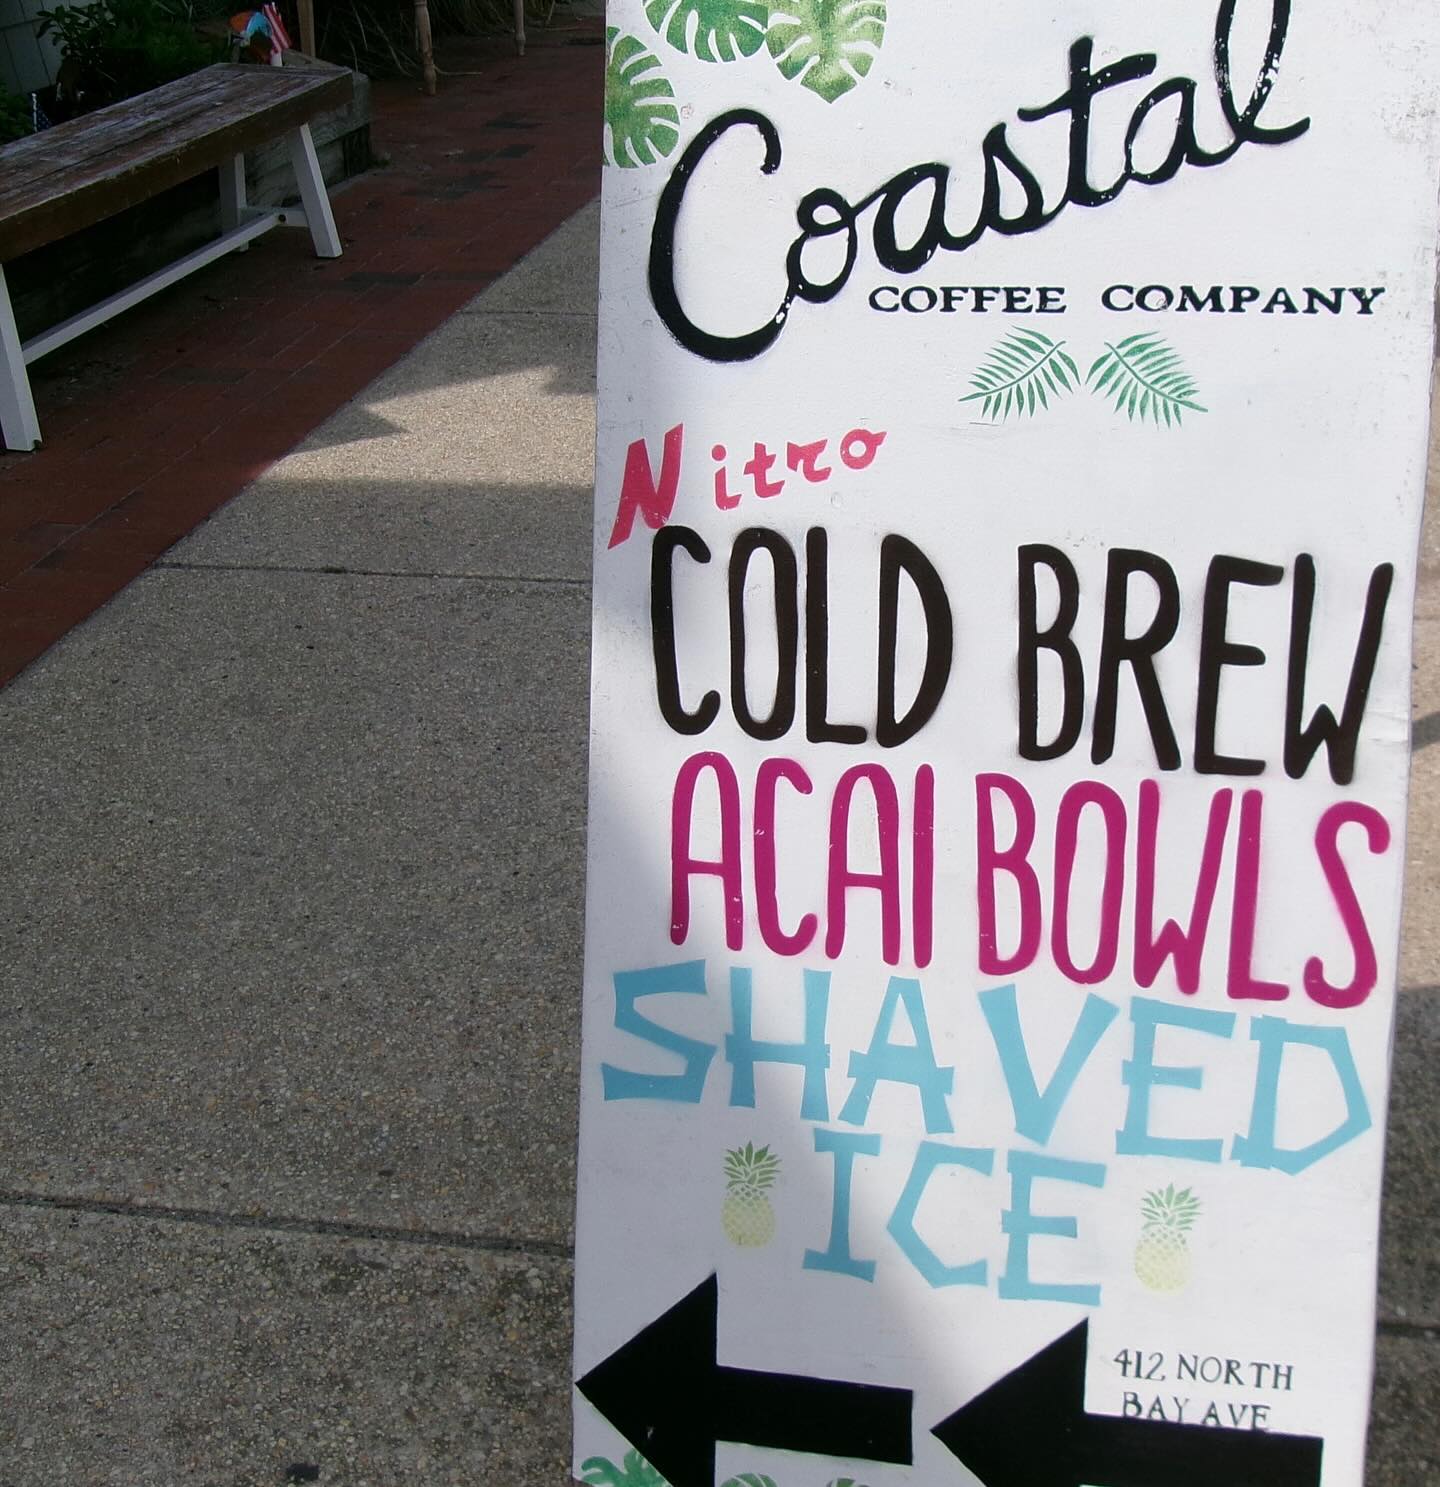 Coastal
COFFEE COMPANY
Nitro
COLD BREW
ACAI BOWLS
SHAVED
ICE
412 NORTH
BAY AVE